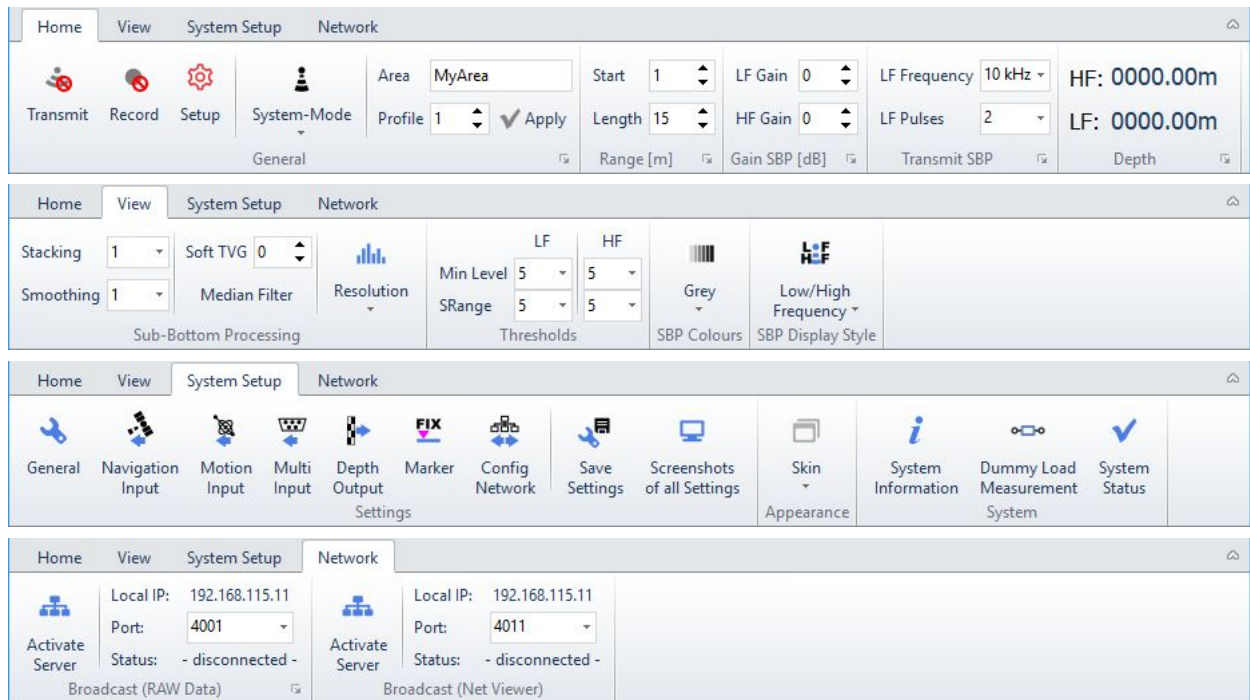 Home View System Setup Network
Transmit Record Setup System-Mode Area MyArea Start 1 LF Gain 0 LF Frequency 10 kHz HF: 0000.00m
Profile 1 Apply Length 15 HF Gain 0 LF Pulses 2 LF: 0000.00m
General Range [m] Gain SBP [dB] Transmit SBP Depth
Home View System Setup Network
Stacking 1 Soft TVG 0 LF HF
Smoothing 1 Median Filter Resolution Min Level 5 5 Grey Low/High
SRange 5 5 Frequency
Sub-Bottom Processing Thresholds SBP Colours SBP Display Style
LF
HF
Home View System Setup Network
FIX
General Navigation Motion Multi Depth Marker Config Save Screenshots Skin System Dummy Load System
Input Input Input Output Network Settings of all Settings Information Measurement Status
Settings Appearance System
Home View System Setup Network
Local IP: 192.168.115.11 Local IP: 192.168.115.11
Port: 4001 Port: 4011
Activate Activate
Server Status: - disconnected - Server Status: - disconnected -
Broadcast (RAW Data) Broadcast (Net Viewer)